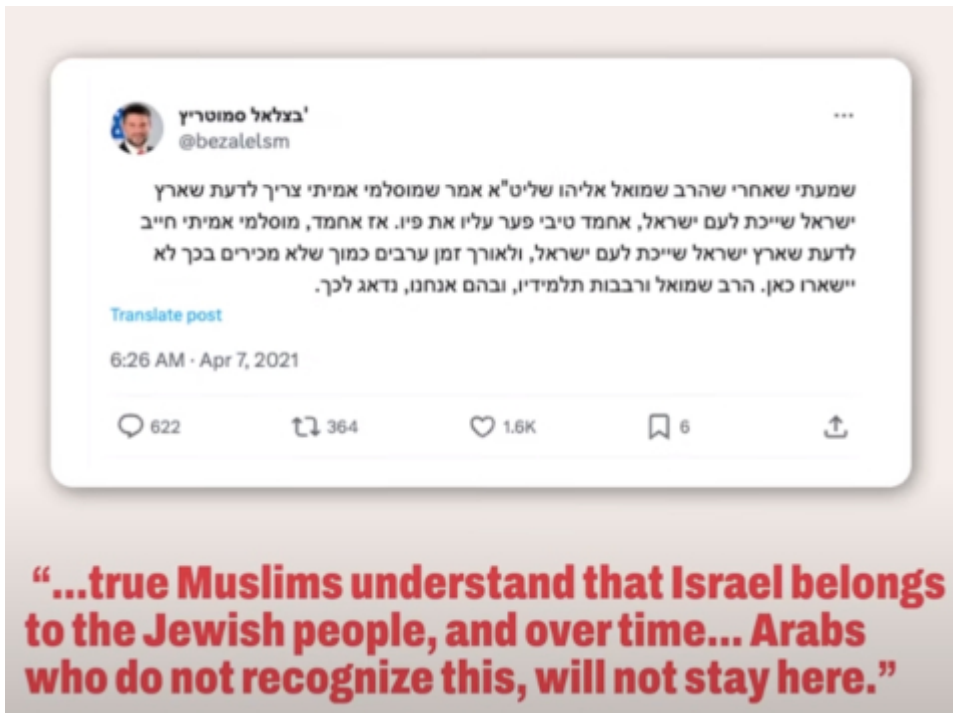 בצלאל סמוטריץ'
@bezalelsm
שמעתי שאחרי שהרב שמואל אליהו שליט"א אמר שמוסלמי אמיתי צריך לדעת שארץ
ישראל שייכת לעם ישראל, אחמד טיבי פער עליו את פיו. אז אחמד, מוסלמי אמיתי חייב
לדעת שארץ ישראל שייכת לעם ישראל, ולאורך זמן ערבים כמוך שלא מכירים בכך לא
יישארו כאן. הרב שמואל ורבבות תלמידיו, ובהם אנחנו, נדאג לכך.
Translate post
6:26 AM · Apr 7, 2021
622 364 1.6K 6
“...true Muslims understand that Israel belongs
to the Jewish people, and over time... Arabs
who do not recognize this, will not stay here.”